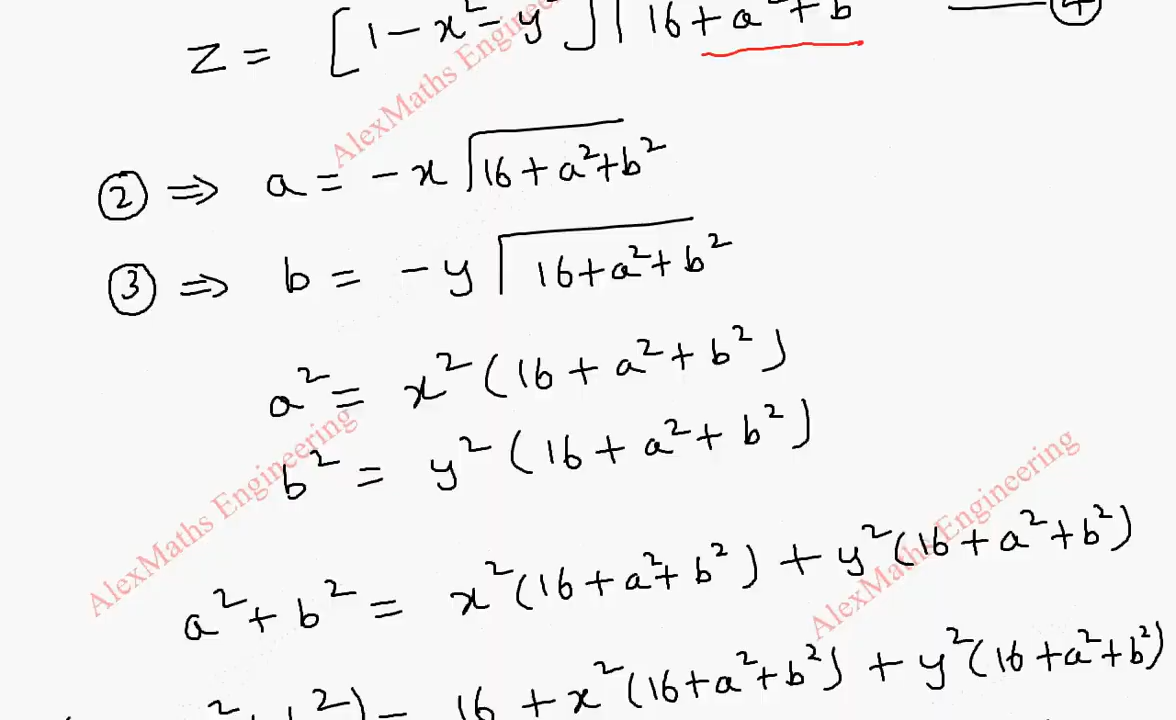 z = [1 - x² - y²] √16 + a² + b ④
② ⇒ a = -x √16 + a² + b²
③ ⇒ b = -y √16 + a² + b²
a² = x² (16 + a² + b²)
b² = y² (16 + a² + b²)
a² + b² = x² (16 + a² + b²) + y² (16 + a² + b²)
b²) = 16 + x² (16 + a² + b²) + y² (16 + a² + b²)
AlexMaths Engineering
AlexMaths Engineering
AlexMaths Engineering